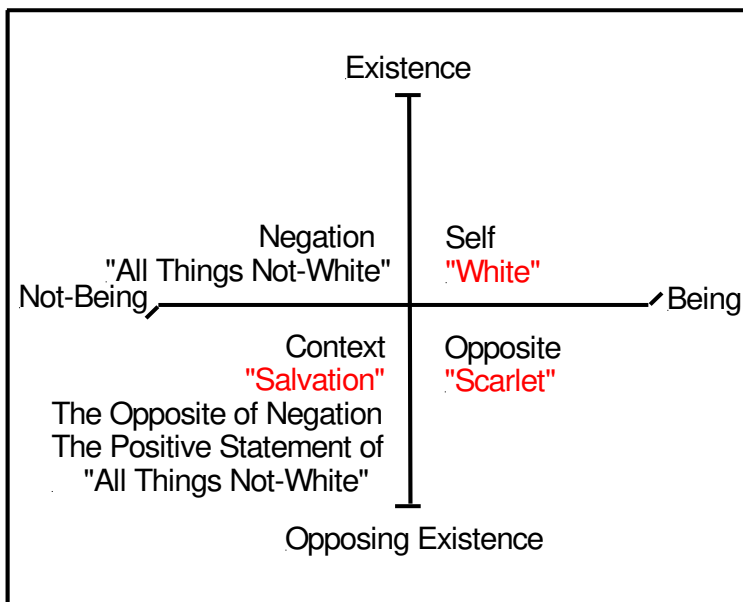 Existence
Negation
"All Things Not-White"
Self
"White"
Not-Being
Being
Context
"Salvation"
The Opposite of Negation
The Positive Statement of
"All Things Not-White"
Opposite
"Scarlet"
Opposing Existence